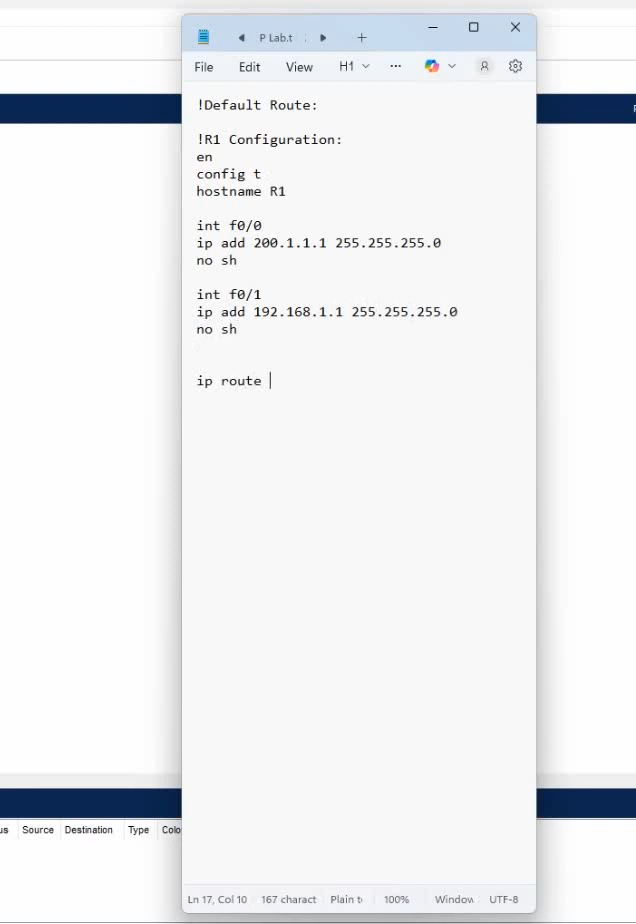 P Lab.t
File Edit View H1 ...
!Default Route:
!R1 Configuration:
en
config t
hostname R1
int f0/0
ip add 200.1.1.1 255.255.255.0
no sh
int f0/1
ip add 192.168.1.1 255.255.255.0
no sh
ip route
us Source Destination Type Colo
Ln 17, Col 10 167 charact Plain t 100% Window UTF-8